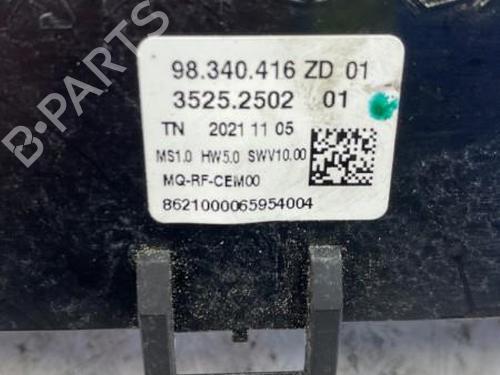 98.340.416 ZD 01
3525.2502 01
TN 2021 11 05
MS1.0 HW5.0 SWV10.00
MQ-RF-CEM00
8621000065954004
B-PARTS